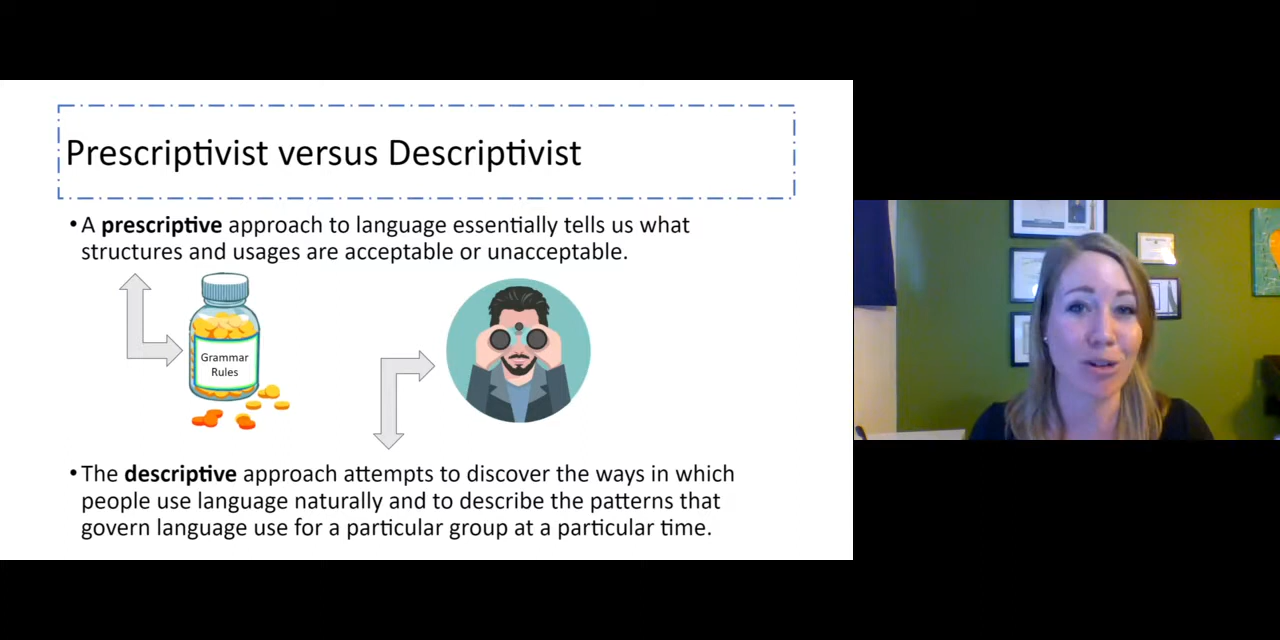 Prescriptivist versus Descriptivist
• A prescriptive approach to language essentially tells us what
structures and usages are acceptable or unacceptable.
Grammar
Rules
• The descriptive approach attempts to discover the ways in which
people use language naturally and to describe the patterns that
govern language use for a particular group at a particular time.